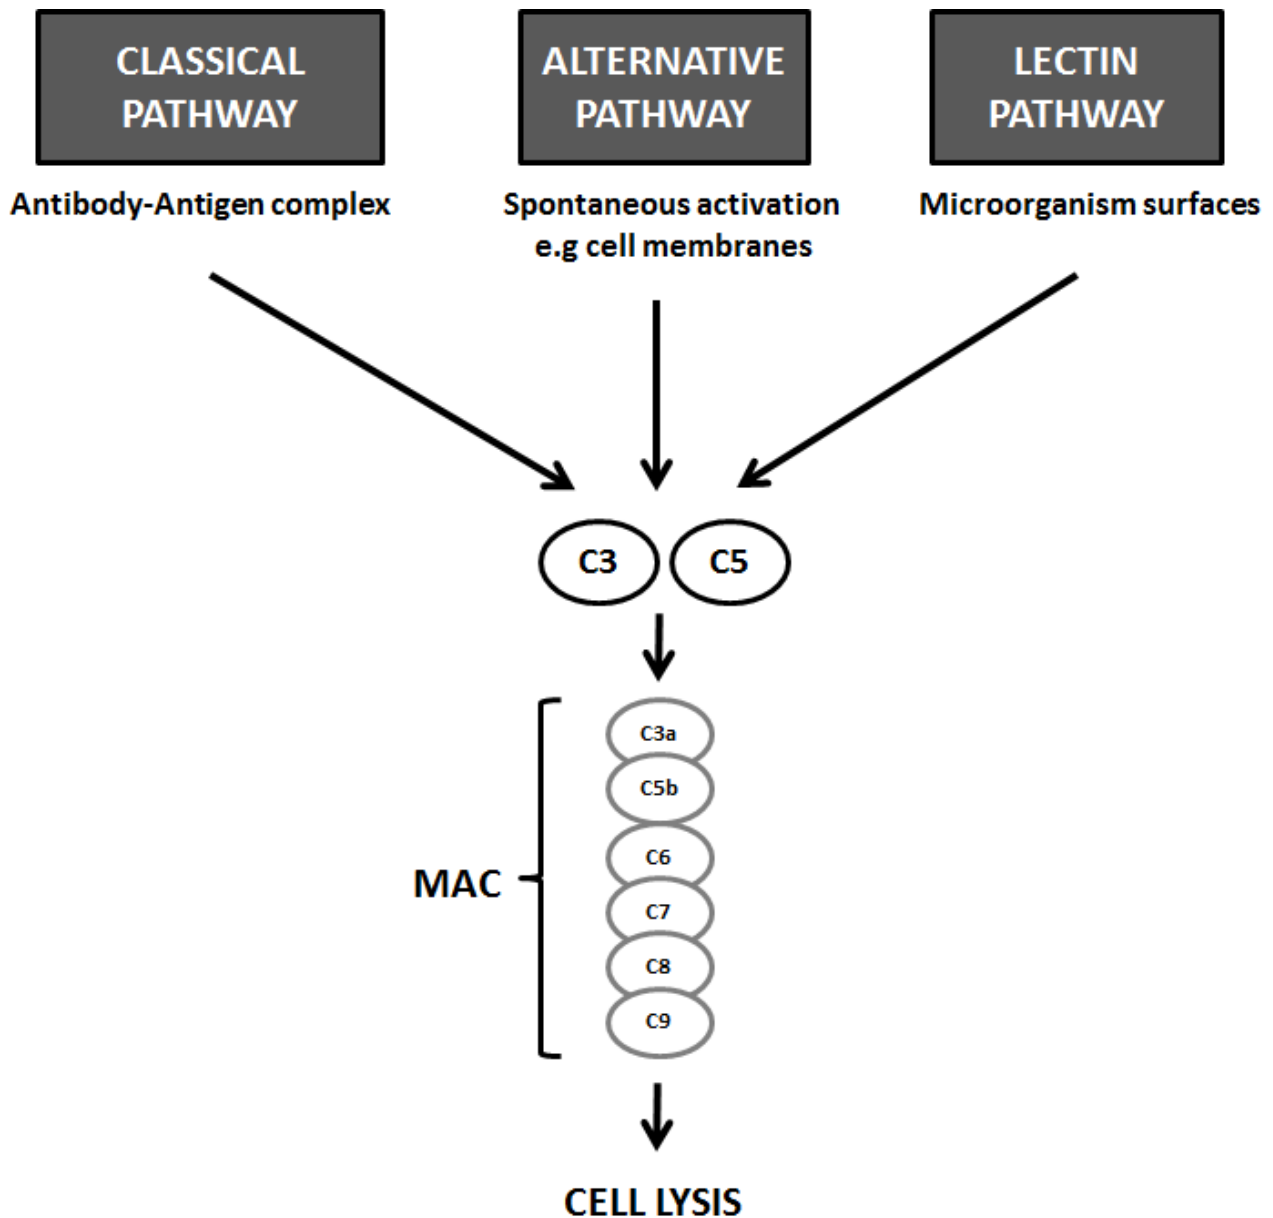 CLASSICAL
PATHWAY
ALTERNATIVE
PATHWAY
LECTIN
PATHWAY
Antibody-Antigen complex
Spontaneous activation
e.g cell membranes
Microorganism surfaces
C3
C5
C3a
C5b
C6
MAC
C7
C8
C9
CELL LYSIS